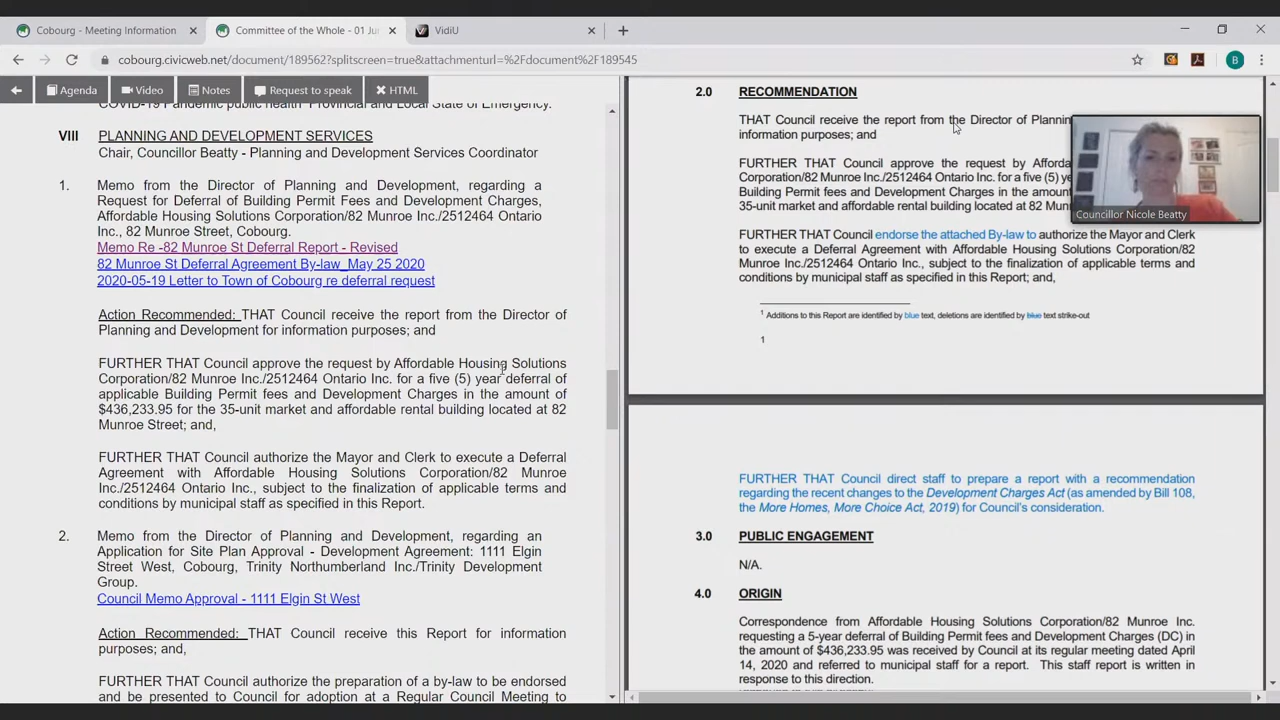 Cobourg - Meeting Information
Committee of the Whole - 01 Ju
VidiU
cobourg.civicweb.net/document/189562?splitscreen=true&attachmenturl=%2Fdocument%2F189545
B
Agenda
Video
Notes
Request to speak
HTML
COVID-19 Pandemic public health Provincial and Local State of Emergency.
VIII PLANNING AND DEVELOPMENT SERVICES
Chair, Councillor Beatty - Planning and Development Services Coordinator
1. Memo from the Director of Planning and Development, regarding a
Request for Deferral of Building Permit Fees and Development Charges,
Affordable Housing Solutions Corporation/82 Munroe Inc./2512464 Ontario
Inc., 82 Munroe Street, Cobourg.
Memo Re -82 Munroe St Deferral Report - Revised
82 Munroe St Deferral Agreement By-law_May 25 2020
2020-05-19 Letter to Town of Cobourg re deferral request
Action Recommended: THAT Council receive the report from the Director of
Planning and Development for information purposes; and
FURTHER THAT Council approve the request by Affordable Housing Solutions
Corporation/82 Munroe Inc./2512464 Ontario Inc. for a five (5) year deferral of
applicable Building Permit fees and Development Charges in the amount of
$436,233.95 for the 35-unit market and affordable rental building located at 82
Munroe Street; and,
FURTHER THAT Council authorize the Mayor and Clerk to execute a Deferral
Agreement with Affordable Housing Solutions Corporation/82 Munroe
Inc./2512464 Ontario Inc., subject to the finalization of applicable terms and
conditions by municipal staff as specified in this Report.
2. Memo from the Director of Planning and Development, regarding an
Application for Site Plan Approval - Development Agreement: 1111 Elgin
Street West, Cobourg, Trinity Northumberland Inc./Trinity Development
Group.
Council Memo Approval - 1111 Elgin St West
Action Recommended: THAT Council receive this Report for information
purposes; and,
FURTHER THAT Council authorize the preparation of a by-law to be endorsed
and be presented to Council for adoption at a Regular Council Meeting to
2.0 RECOMMENDATION
THAT Council receive the report from the Director of Plannin
information purposes; and
FURTHER THAT Council approve the request by Afforda
Corporation/82 Munroe Inc./2512464 Ontario Inc. for a five (5) ye
Building Permit fees and Development Charges in the amount
35-unit market and affordable rental building located at 82 Mun
Councillor Nicole Beatty
FURTHER THAT Council endorse the attached By-law to authorize the Mayor and Clerk
to execute a Deferral Agreement with Affordable Housing Solutions Corporation/82
Munroe Inc./2512464 Ontario Inc., subject to the finalization of applicable terms and
conditions by municipal staff as specified in this Report; and,
1 Additions to this Report are identified by blue text, deletions are identified by blue text strike-out
1
FURTHER THAT Council direct staff to prepare a report with a recommendation
regarding the recent changes to the Development Charges Act (as amended by Bill 108,
the More Homes, More Choice Act, 2019) for Council's consideration.
3.0 PUBLIC ENGAGEMENT
N/A.
4.0 ORIGIN
Correspondence from Affordable Housing Solutions Corporation/82 Munroe Inc.
requesting a 5-year deferral of Building Permit fees and Development Charges (DC) in
the amount of $436,233.95 was received by Council at its regular meeting dated April
14, 2020 and referred to municipal staff for a report. This staff report is written in
response to this direction.